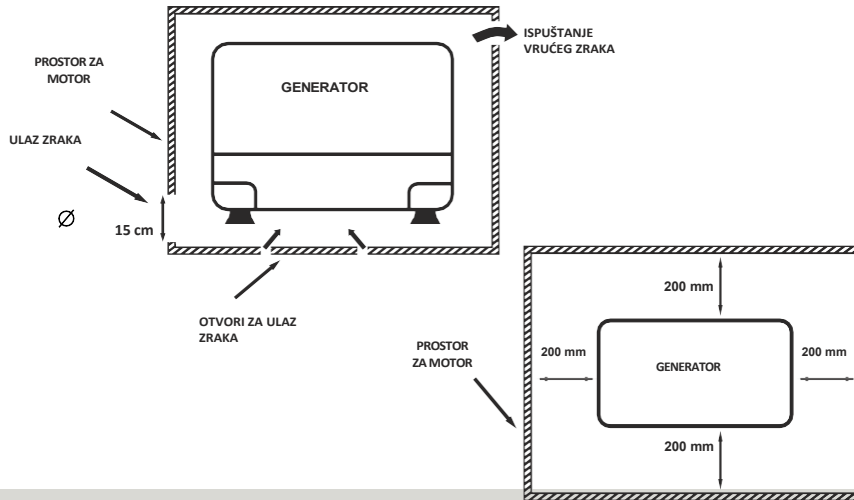 ISPUŠTANJE
VRUĆEG ZRAKA
PROSTOR ZA
MOTOR
GENERATOR
ULAZ ZRAKA
Ø
15 cm
OTVORI ZA ULAZ
ZRAKA
200 mm
PROSTOR
ZA MOTOR
200 mm
200 mm
GENERATOR
200 mm